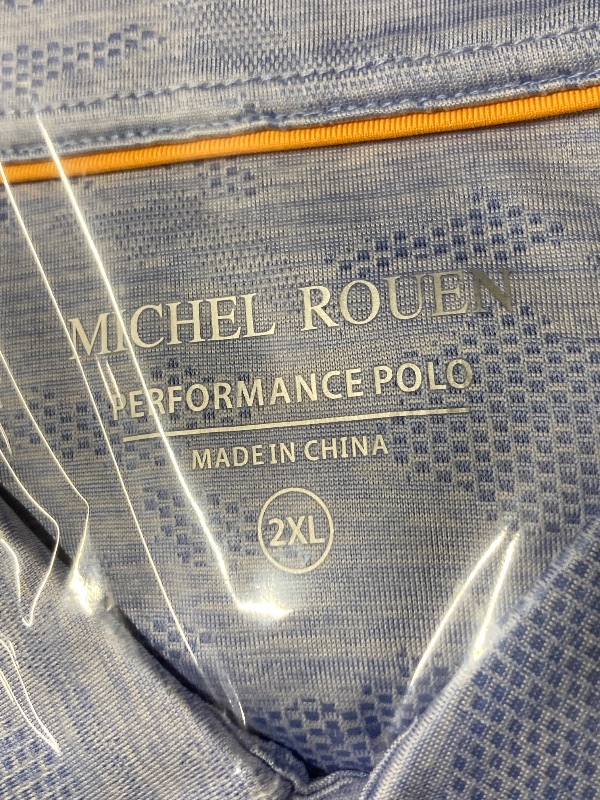 MICHEL ROUEN
PERFORMANCE POLO
MADE IN CHINA
2XL